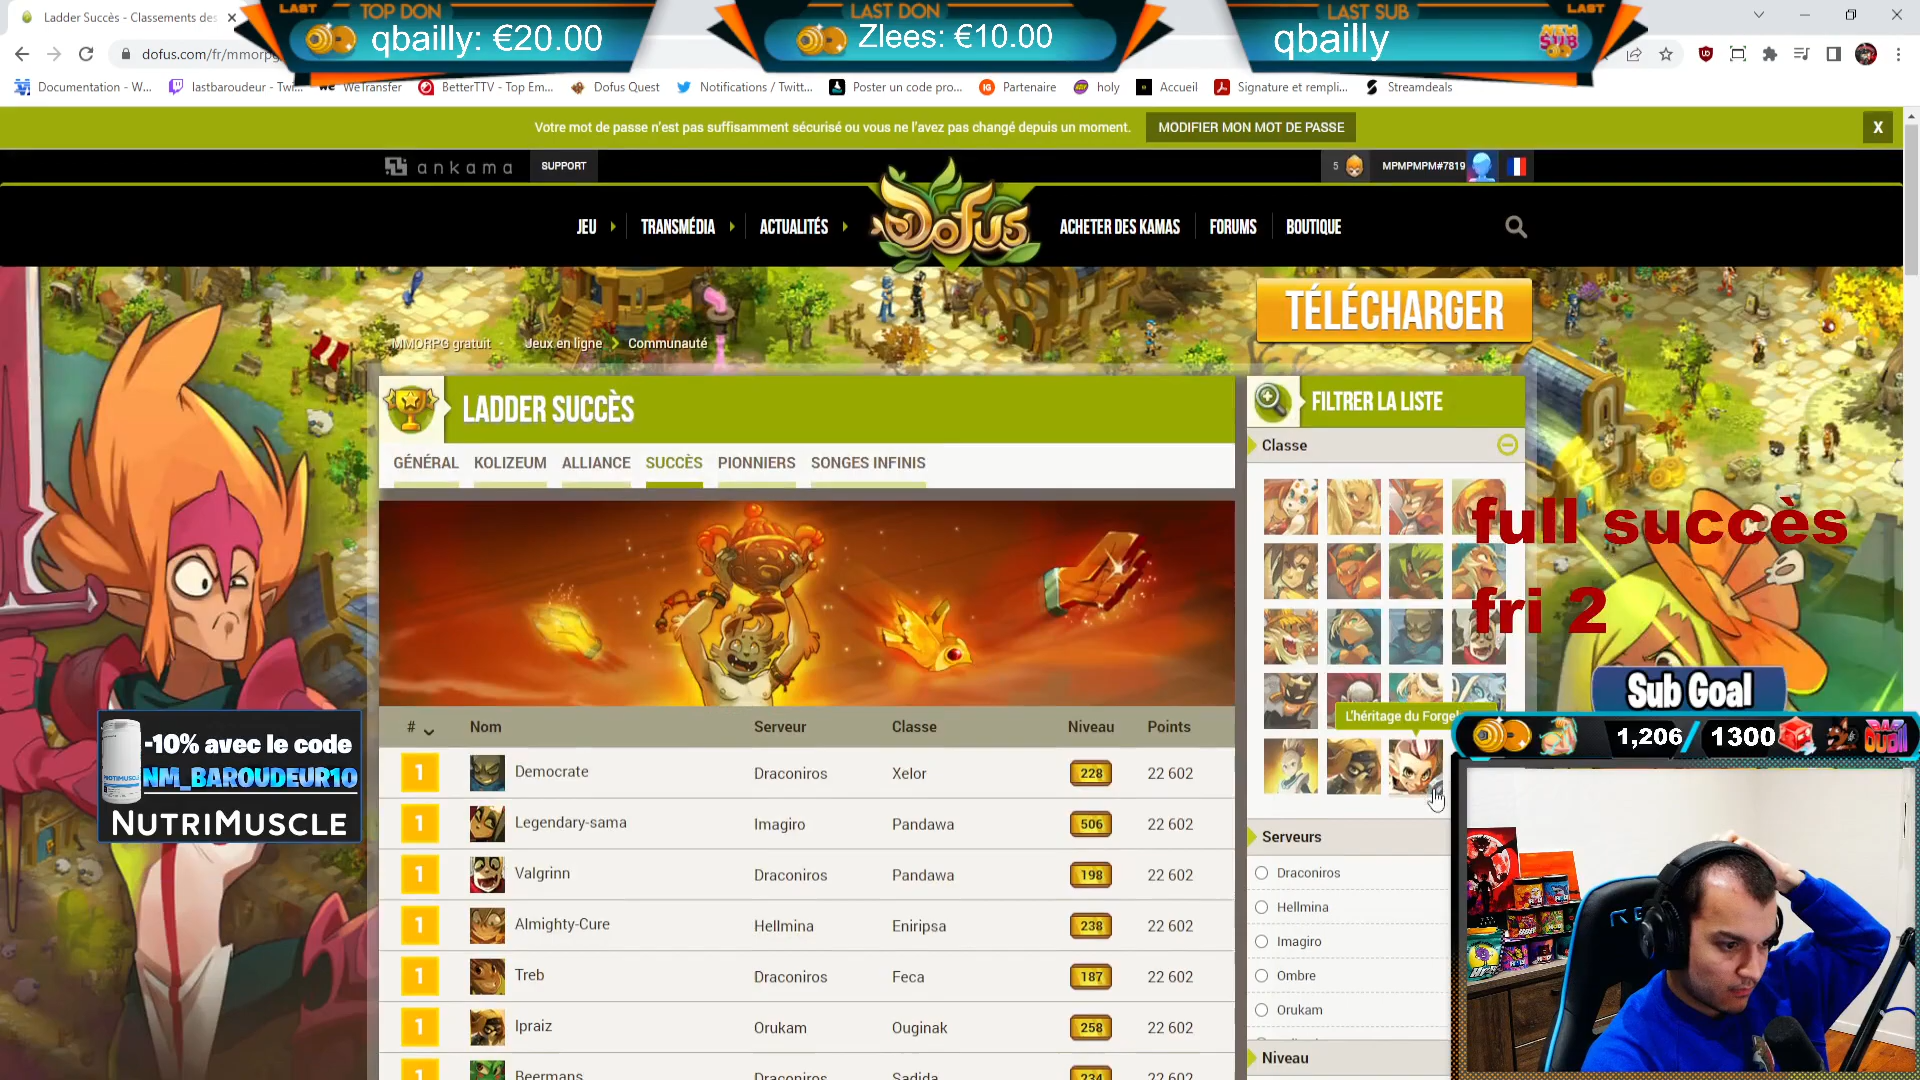 Ladder Succès - Classements des
LAST TOP DON
qbailly: €20.00
LAST DON
Zlees: €10.00
LAST SUB LAST
qbailly
NEW SUB
dofus.com/fr/mmorpg
Documentation - W...
lastbaroudeur - Twi...
WeTransfer
BetterTTV - Top Em...
Dofus Quest
Notifications / Twitt...
Poster un code pro...
Partenaire
holy
Accueil
Signature et rempli...
Streamdeals
Votre mot de passe n'est pas suffisamment sécurisé ou vous ne l'avez pas changé depuis un moment.
MODIFIER MON MOT DE PASSE
X
ankama
SUPPORT
5
MPMPMPM#7819
JEU
TRANSMÉDIA
ACTUALITÉS
DOFUS
ACHETER DES KAMAS
FORUMS
BOUTIQUE
TÉLÉCHARGER
MMORPG gratuit
Jeux en ligne
Communauté
LADDER SUCCÈS
FILTRER LA LISTE
GÉNÉRAL
KOLIZEUM
ALLIANCE
SUCCÈS
PIONNIERS
SONGES INFINIS
Classe
full succès
fri 2
Sub Goal
L'héritage du Forgel
1,206 / 1300
-10% avec le code
NM_BAROUDEUR10
NUTRIMUSCLE
# Nom Serveur Classe Niveau Points
1 Democrate Draconiros Xelor 228 22 602
1 Legendary-sama Imagiro Pandawa 506 22 602
1 Valgrinn Draconiros Pandawa 198 22 602
1 Almighty-Cure Hellmina Eniripsa 238 22 602
1 Treb Draconiros Feca 187 22 602
1 Ipraiz Orukam Ouginak 258 22 602
1 Beermans Draconiros Sadida 234 22 602
Serveurs
Draconiros
Hellmina
Imagiro
Ombre
Orukam
Niveau